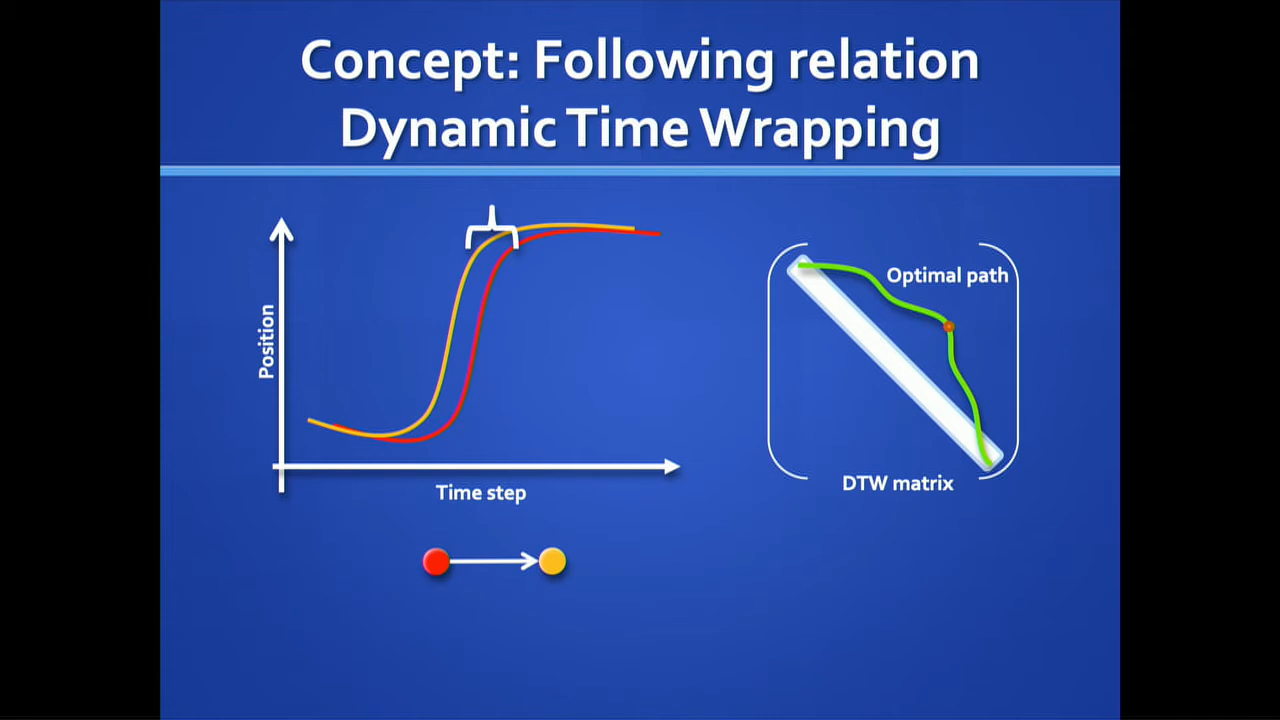 Concept: Following relation
Dynamic Time Wrapping
Position
Time step
Optimal path
DTW matrix